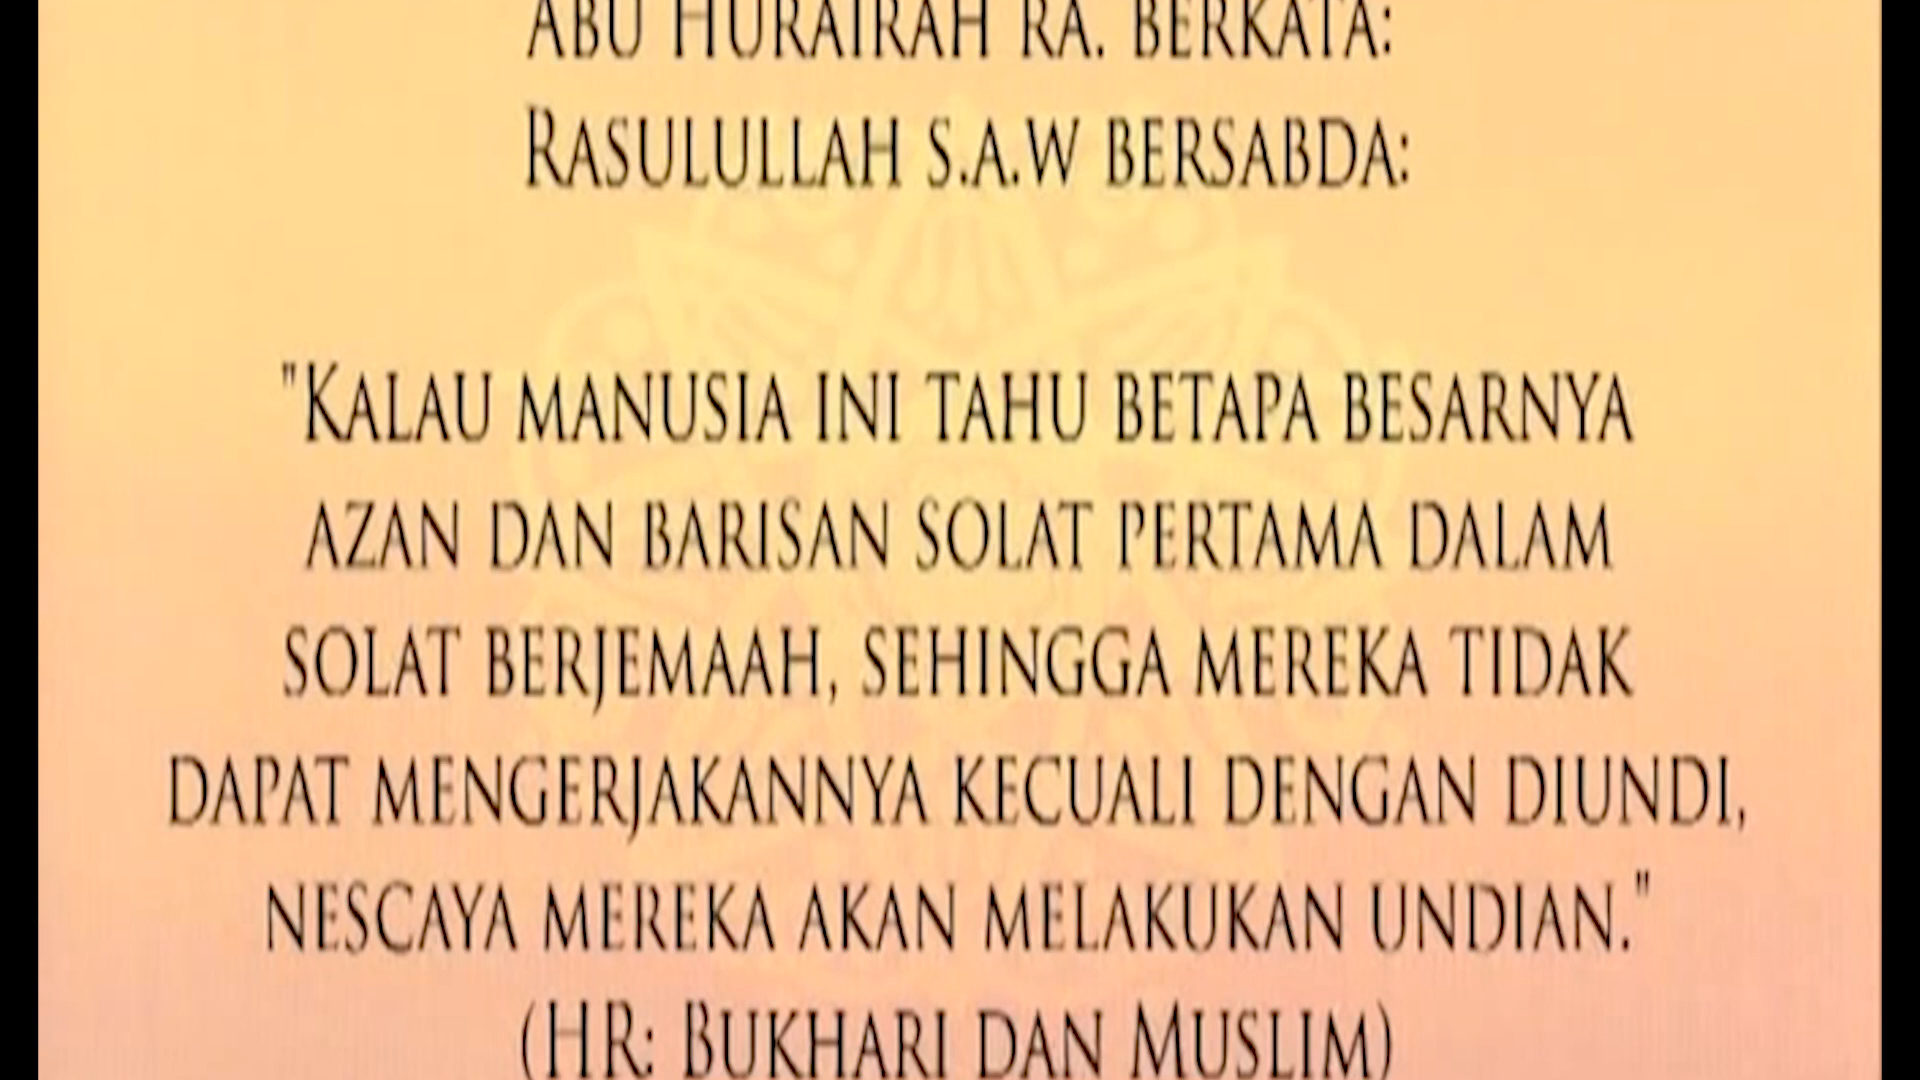 ABU HURAIRAH RA. BERKATA:
RASULULLAH S.A.W BERSABDA:
"KALAU MANUSIA INI TAHU BETAPA BESARNYA
AZAN DAN BARISAN SOLAT PERTAMA DALAM
SOLAT BERJEMAAH, SEHINGGA MEREKA TIDAK
DAPAT MENGERJAKANNYA KECUALI DENGAN DIUNDI,
NESCAYA MEREKA AKAN MELAKUKAN UNDIAN."
(HR: BUKHARI DAN MUSLIM)